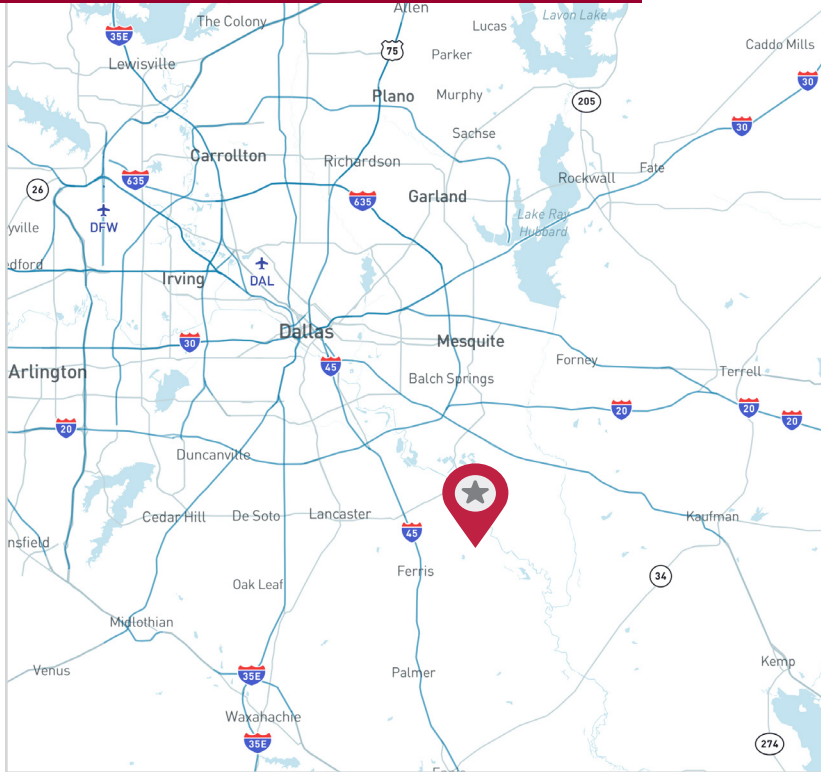 Allen
The Colony
Lavon Lake
Lucas
35E
75
Caddo Mills
Parker
Lewisville
30
Plano
Murphy
205
30
Sachse
Carrollton
Richardson
Fate
635
Rockwall
26
635
Garland
yville
DFW
Lake Ray
Hubbard
edford
Irving
DAL
Dallas
30
Mesquite
45
Forney
Arlington
Balch Springs
Terrell
20
20
20
20
Duncanville
Cedar Hill
De Soto
Lancaster
Kaufman
45
nsfield
Ferris
34
Oak Leaf
Midlothian
Kemp
Venus
35E
Palmer
Waxahachie
35E
274